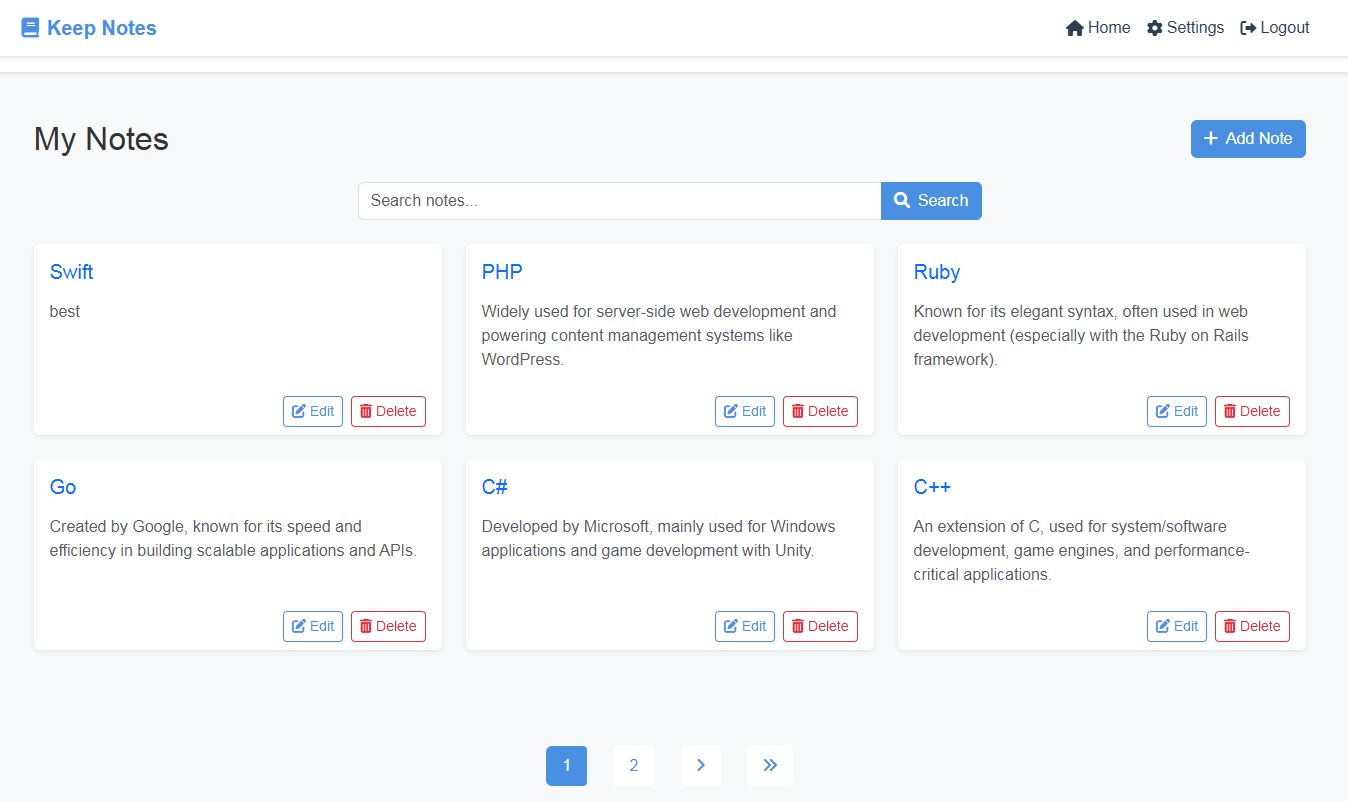 Keep Notes
Home Settings Logout
My Notes
+ Add Note
Search notes...
Search
Swift
best
Edit Delete
PHP
Widely used for server-side web development and
powering content management systems like
WordPress.
Edit Delete
Ruby
Known for its elegant syntax, often used in web
development (especially with the Ruby on Rails
framework).
Edit Delete
Go
Created by Google, known for its speed and
efficiency in building scalable applications and APIs.
Edit Delete
C#
Developed by Microsoft, mainly used for Windows
applications and game development with Unity.
Edit Delete
C++
An extension of C, used for system/software
development, game engines, and performance-
critical applications.
Edit Delete
1 2 › »